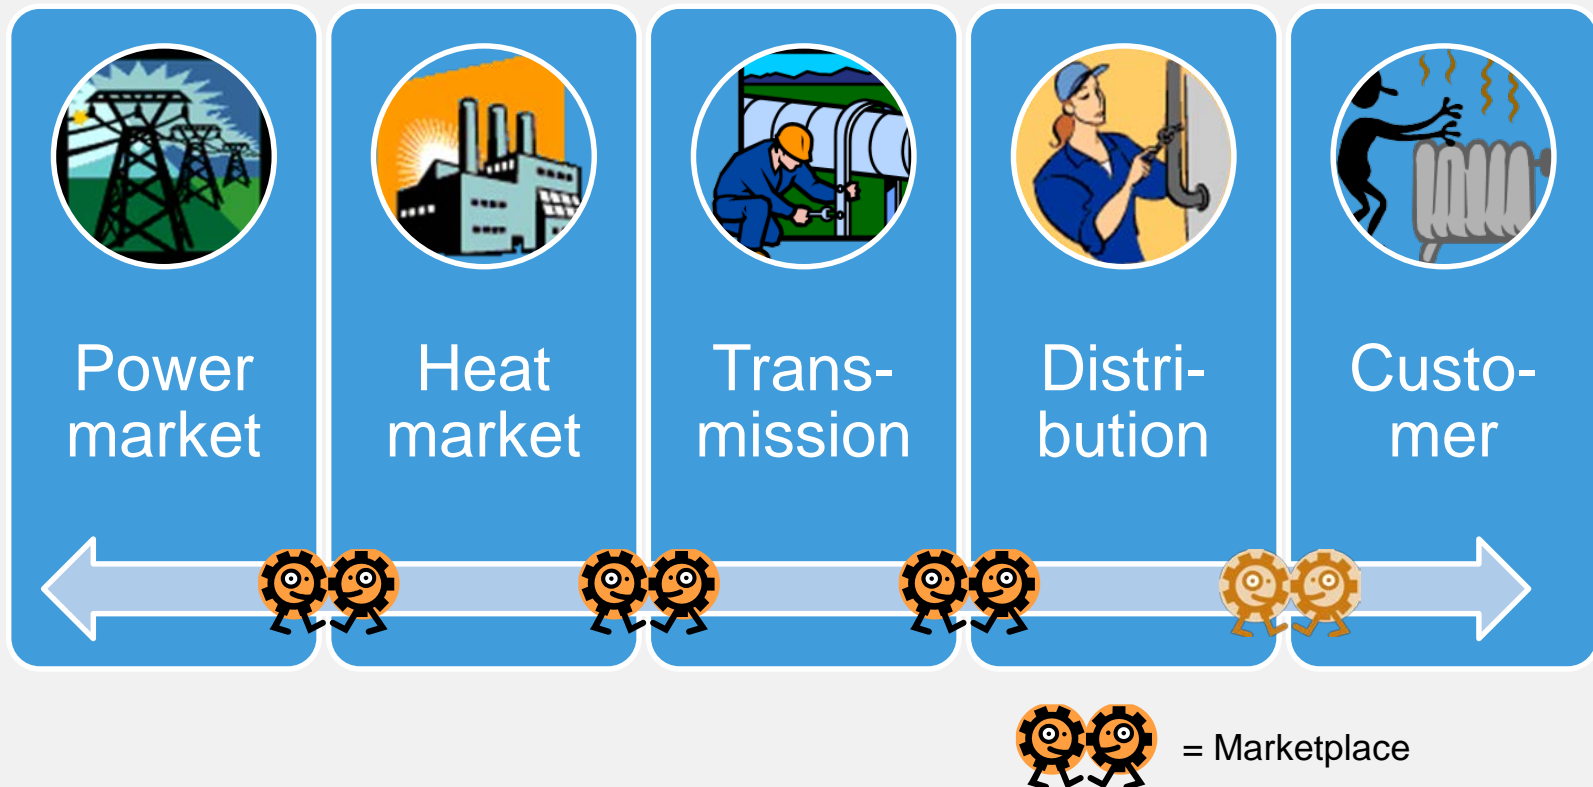 Power
market
Heat
market
Trans-
mission
Distri-
bution
Custo-
mer
= Marketplace